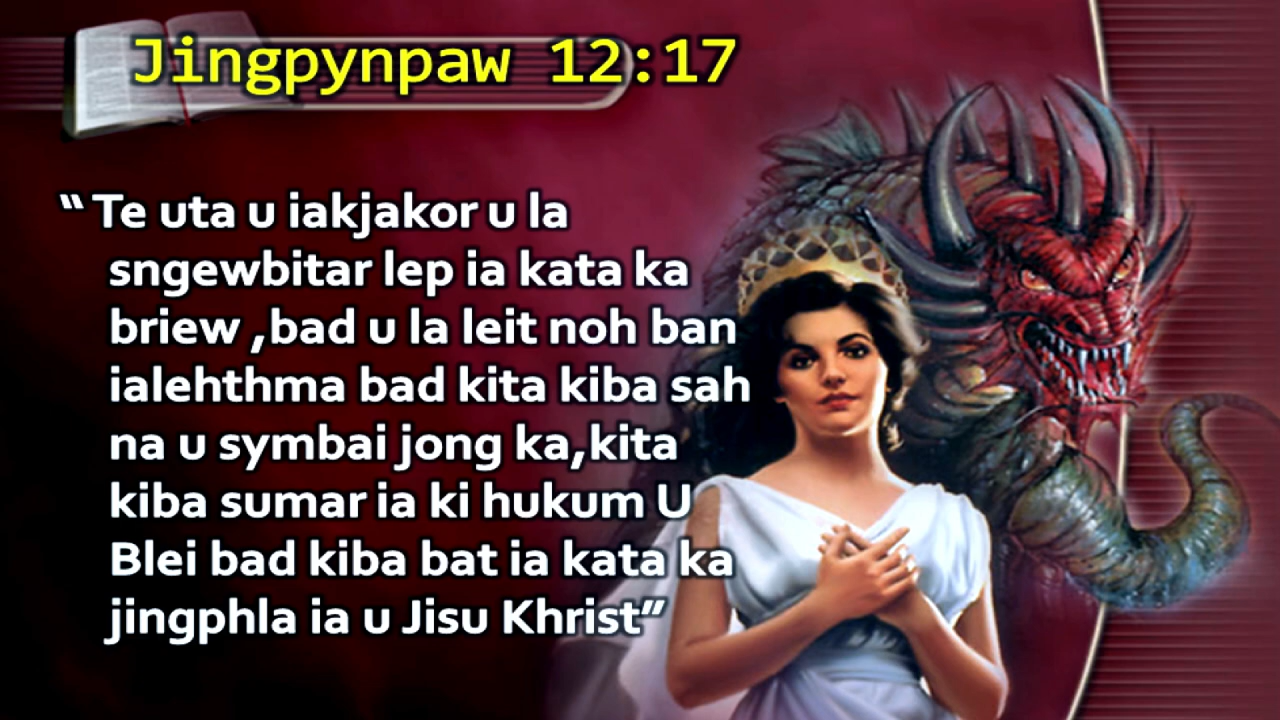 Jingpynpaw 12:17
“Te uta u iakjakor u la
sngewbitar lep ia kata ka
briew ,bad u la leit noh ban
ialehthma bad kita kiba sah
na u symbai jong ka,kita
kiba sumar ia ki hukum U
Blei bad kiba bat ia kata ka
jingphla ia u Jisu Khrist”